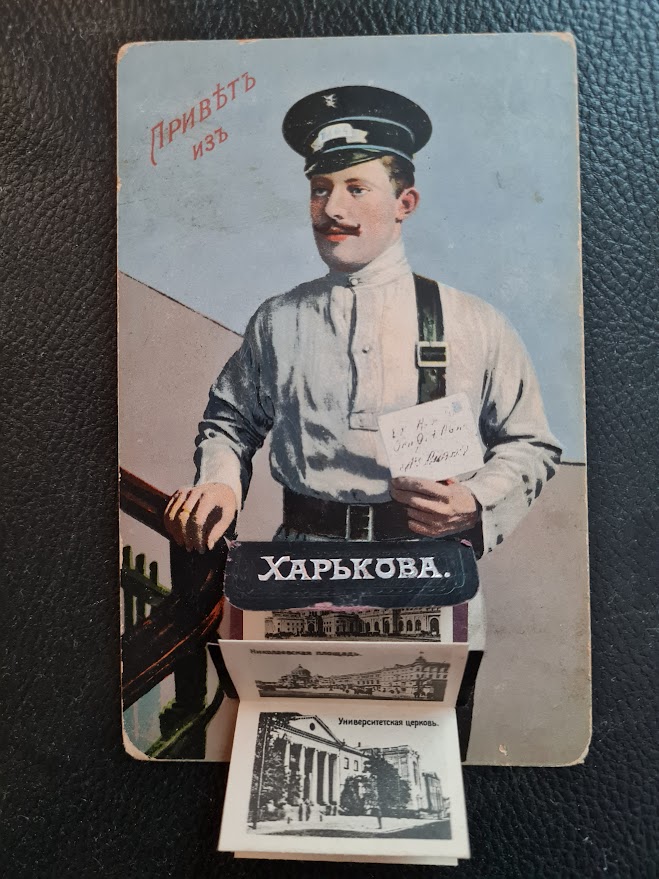 Привѣтъ
изъ
Харькова.
Николаевская площадь.
Университетская церковь.